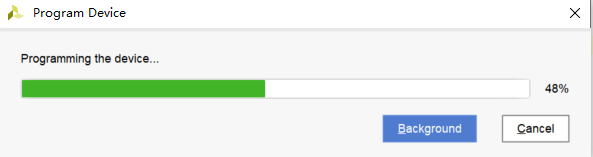 Program Device
Programming the device...
48%
Background
Cancel